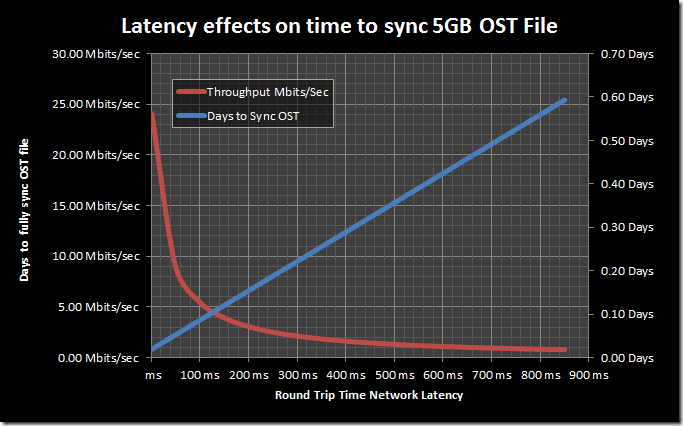 Latency effects on time to sync 5GB OST File
30.00 Mbits/sec
25.00 Mbits/sec
20.00 Mbits/sec
15.00 Mbits/sec
10.00 Mbits/sec
5.00 Mbits/sec
0.00 Mbits/sec
Days to fully sync OST file
Throughput Mbits/Sec
Days to Sync OST
0.70 Days
0.60 Days
0.50 Days
0.40 Days
0.30 Days
0.20 Days
0.10 Days
0.00 Days
ms 100 ms 200 ms 300 ms 400 ms 500 ms 600 ms 700 ms 800 ms 900 ms
Round Trip Time Network Latency